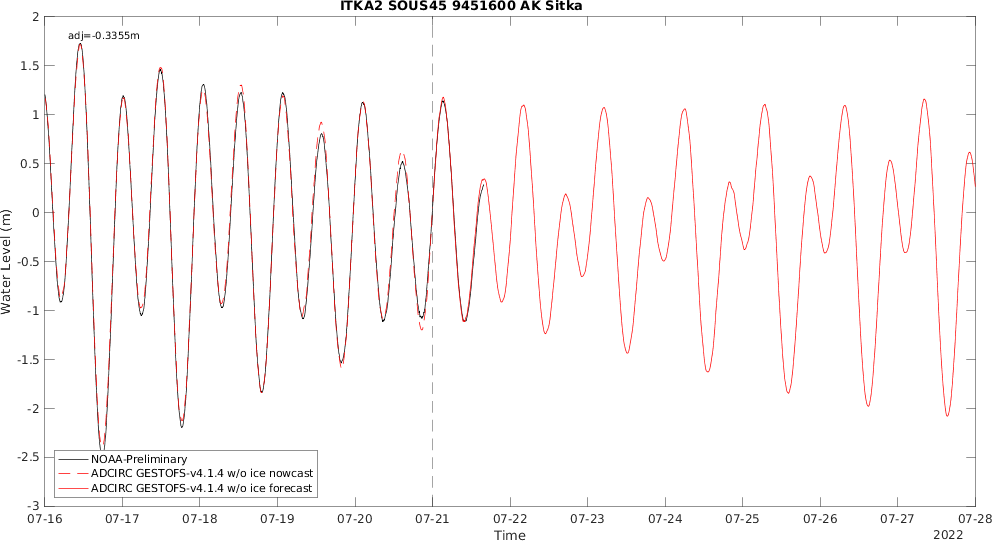 ITKA2 SOUS45 9451600 AK Sitka
adj=-0.3355m
2
1.5
1
0.5
0
-0.5
-1
-1.5
-2
-2.5
-3
Water Level (m)
NOAA-Preliminary
ADCIRC GESTOFS-v4.1.4 w/o ice nowcast
ADCIRC GESTOFS-v4.1.4 w/o ice forecast
07-16 07-17 07-18 07-19 07-20 07-21 07-22 07-23 07-24 07-25 07-26 07-27 07-28
Time
2022